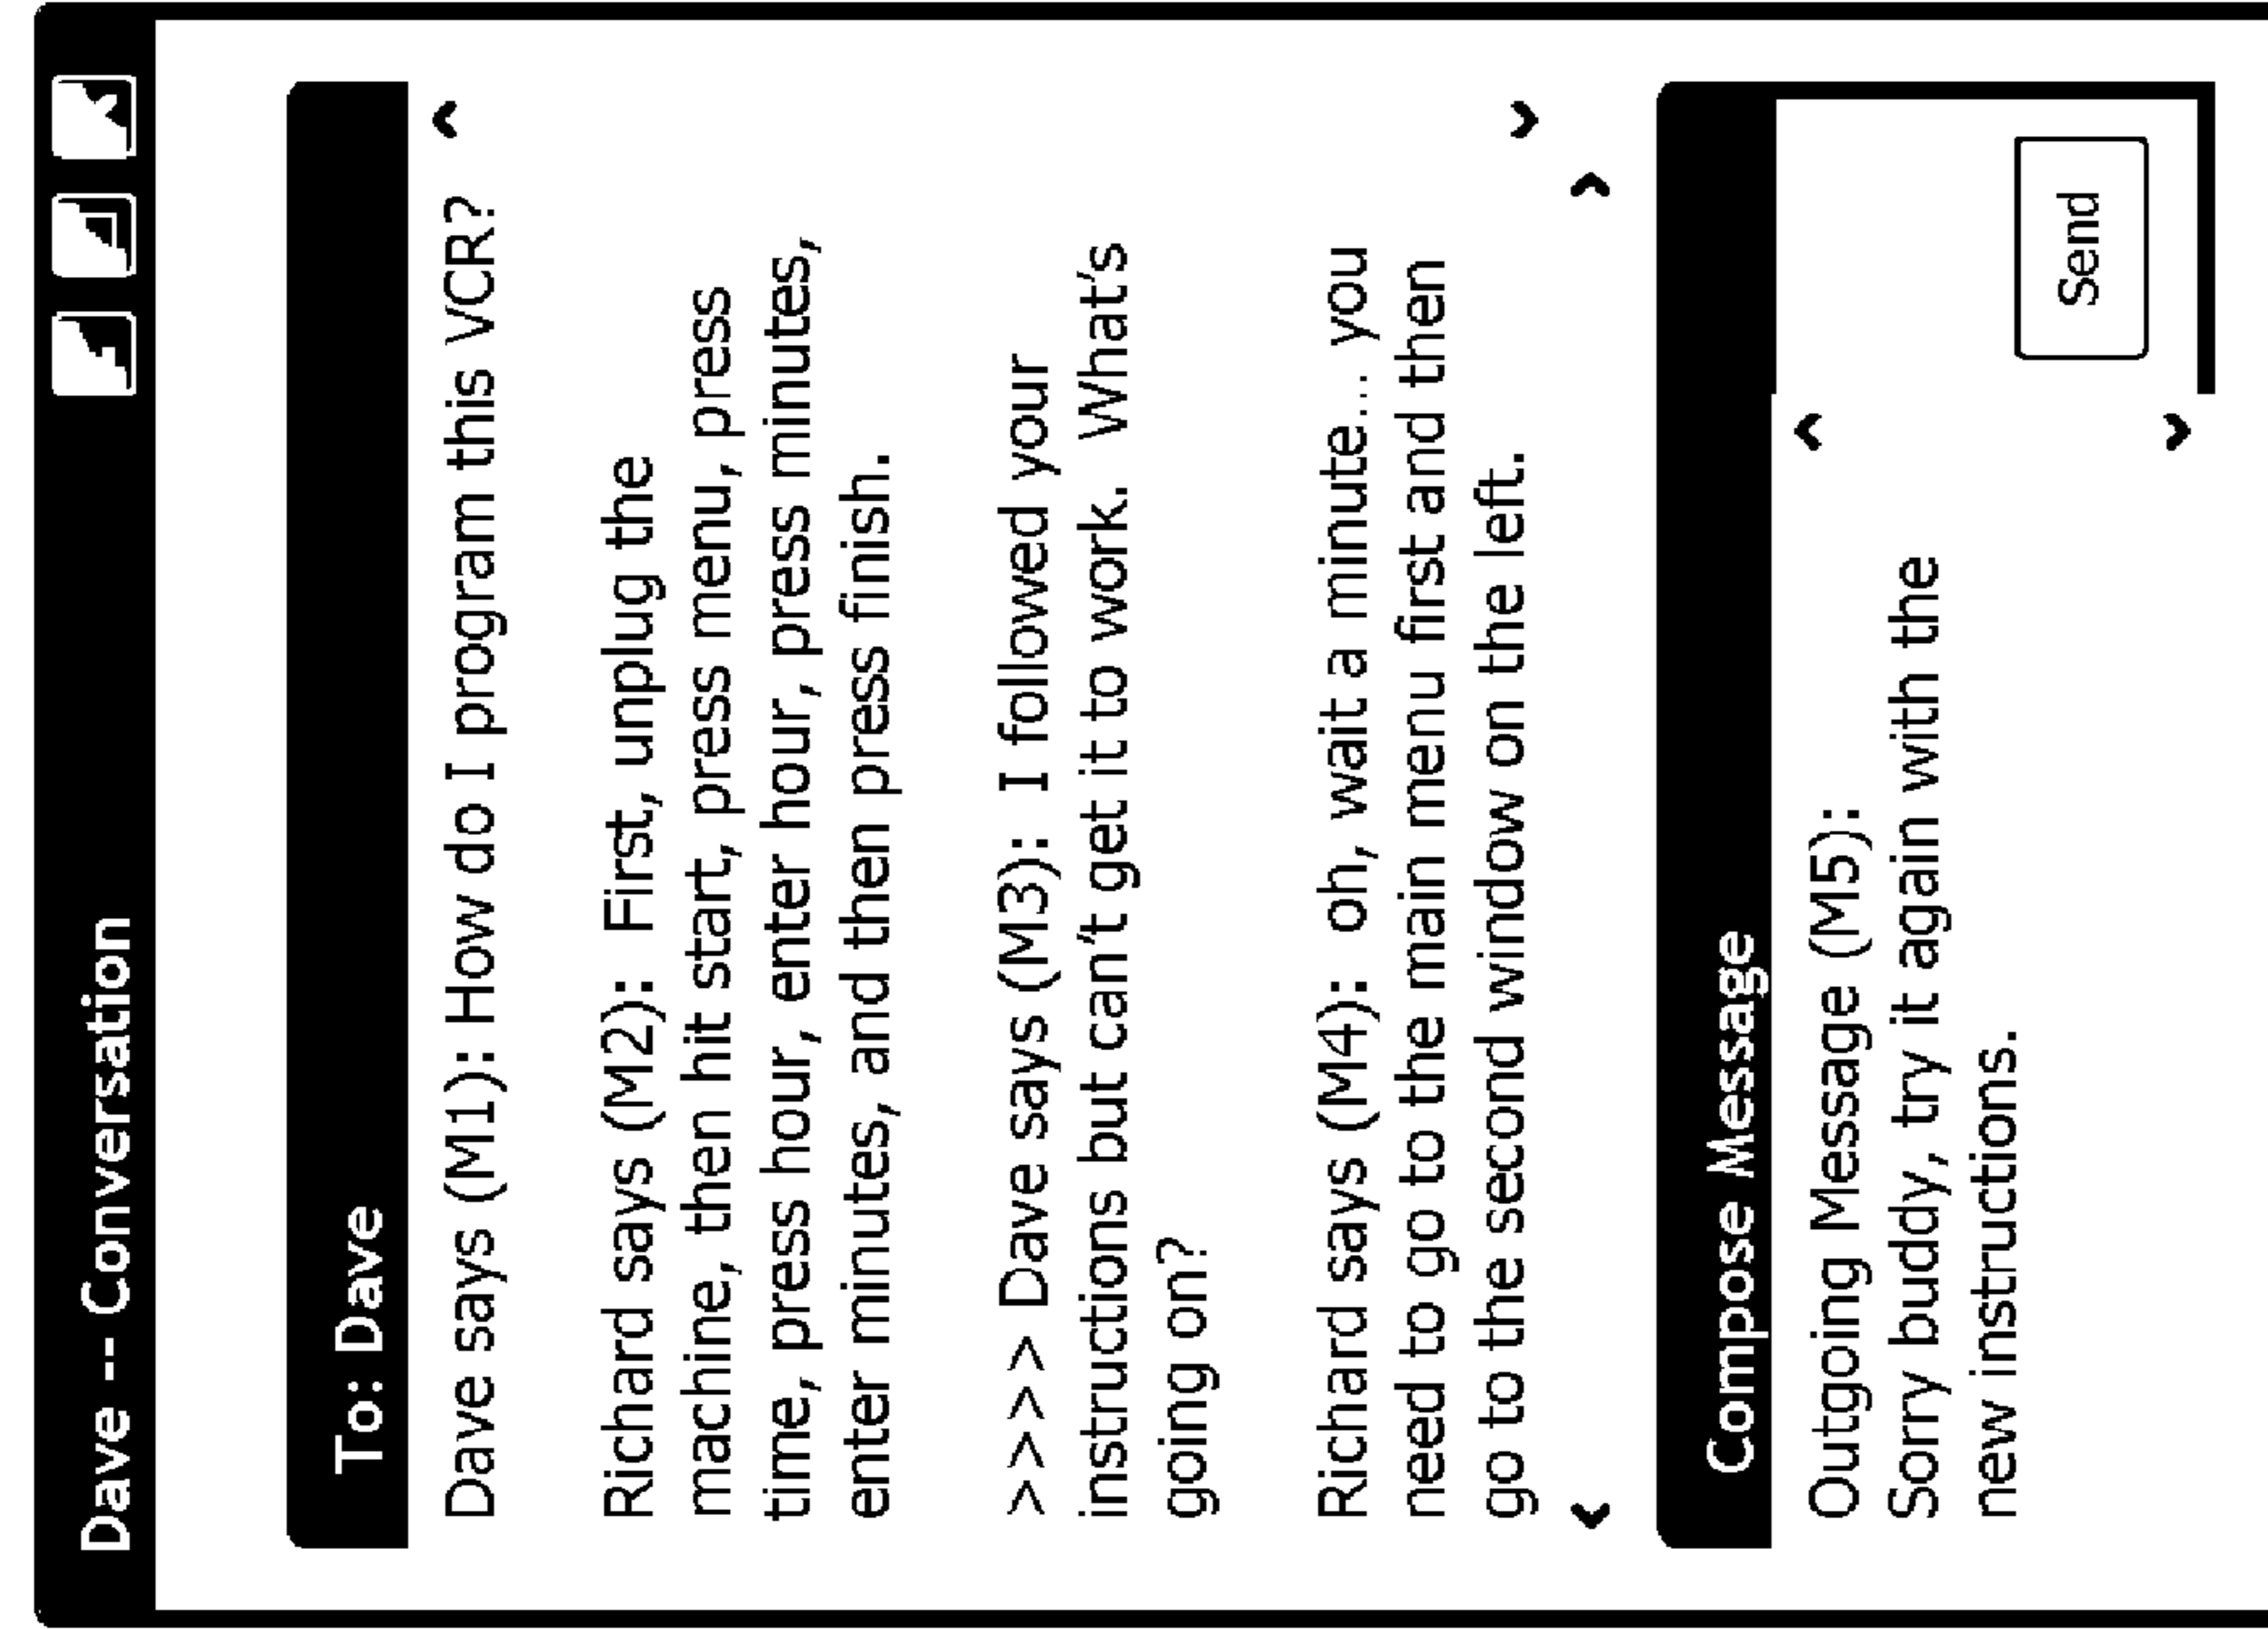 Dave -- Conversation
To: Dave
Dave says (M1): How do I program this VCR?
Richard says (M2): First, unplug the
machine, then hit start, press menu, press
time, press hour, enter hour, press minutes,
enter minutes, and then press finish.
>>>> Dave says (M3): I followed your
instructions but can't get it to work. What's
going on?
Richard says (M4): oh, wait a minute... you
need to go to the main menu first and then
go to the second window on the left.
Compose Message
Outgoing Message (M5):
Sorry buddy, try it again with the
new instructions.
Send